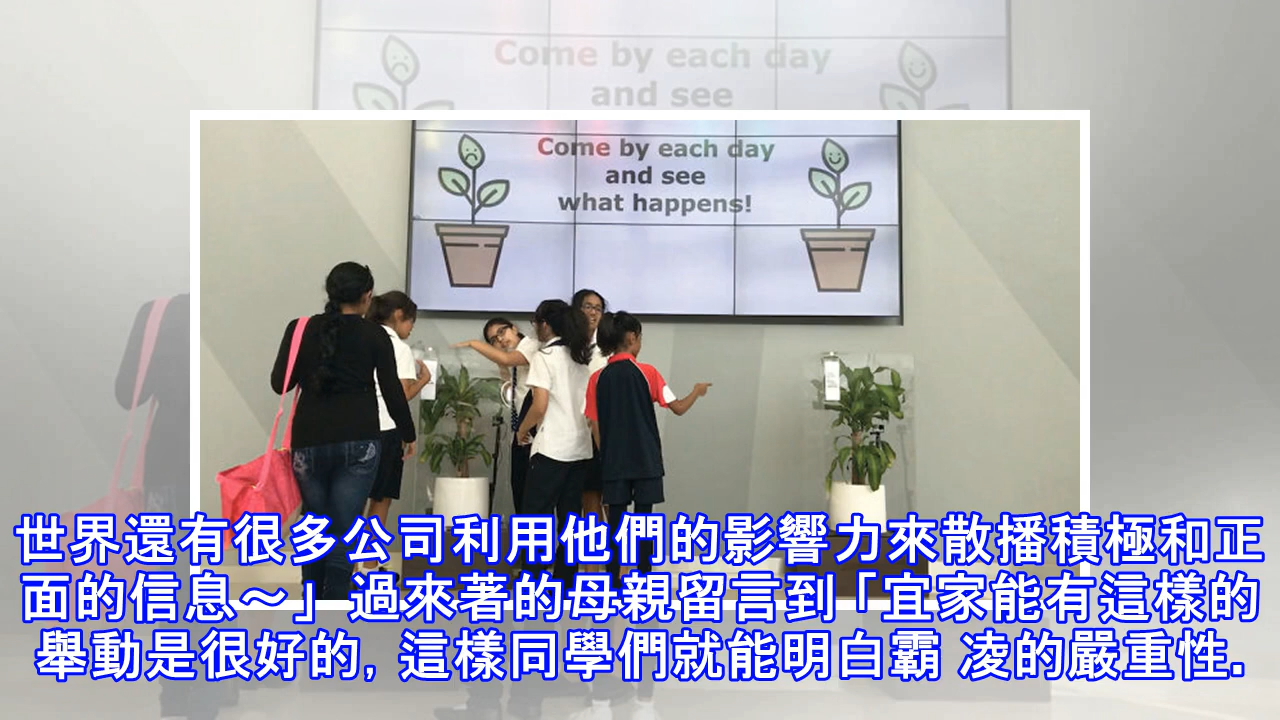 Come by each day
and see
Come by each day
and see
what happens!
世界還有很多公司利用他們的影響力來散播積極和正
面的信息～」過來著的母親留言到「宜家能有這樣的
舉動是很好的, 這樣同學們就能明白霸 凌的嚴重性.